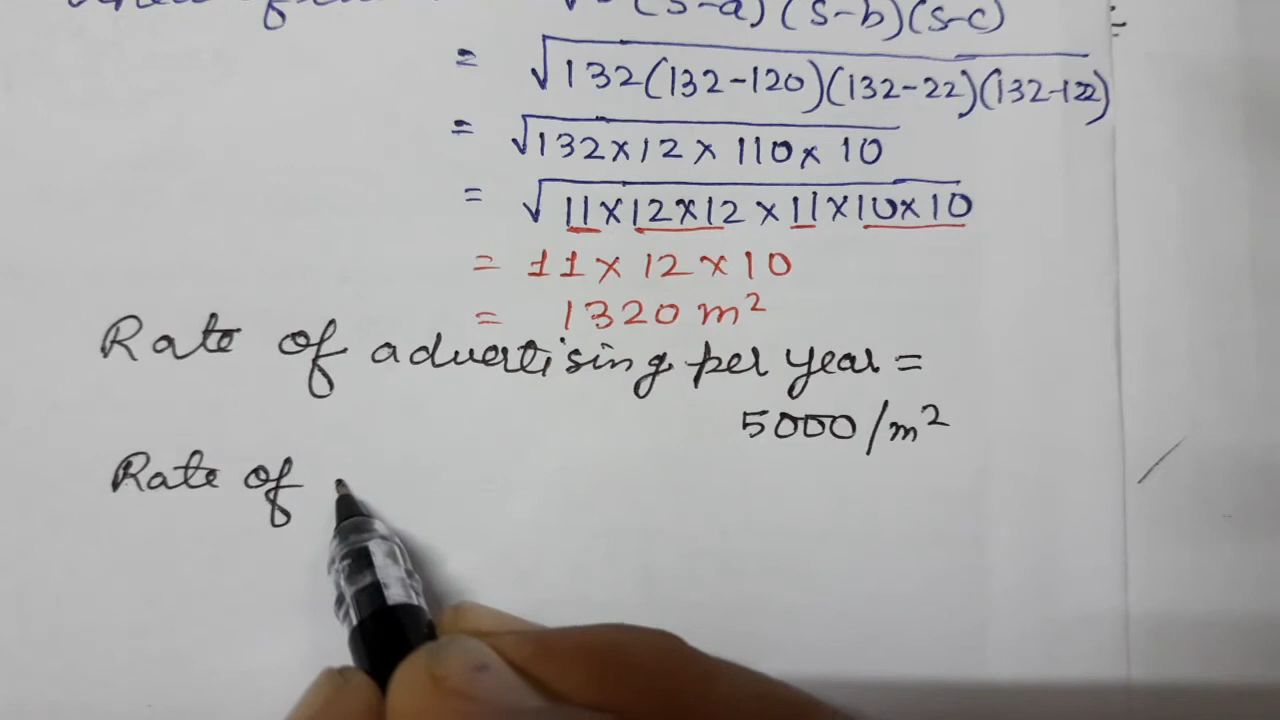 (s-a)(s-b)(s-c)
= √132(132-120)(132-22)(132-122)
= √132×12×110×10
= √11×12×12×11×10×10
= 11×12×10
= 1320 m²
Rate of advertising per year =
5000/m²
Rate of